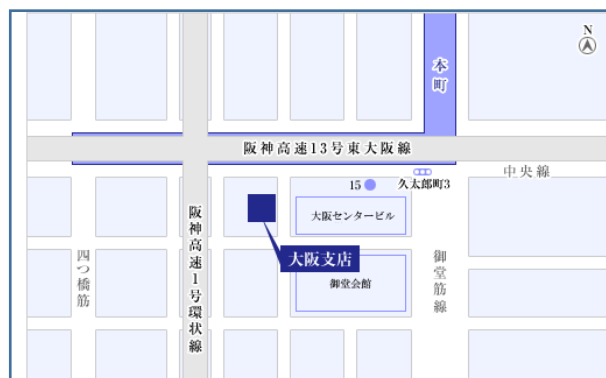 N
本町
阪神高速13号東大阪線
中央線
15
久太郎町3
大阪センタービル
阪神高速1号環状線
大阪支店
四つ橋筋
御堂会館
御堂筋線